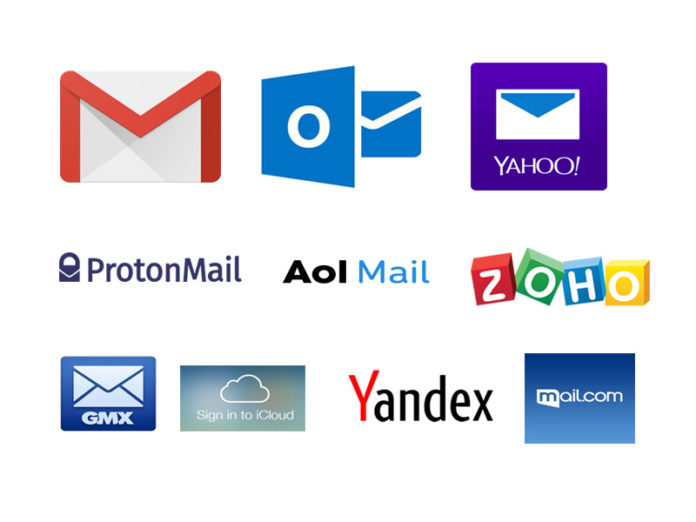 O
YAHOO!
ProtonMail
Aol Mail
ZOHO
GMX
Sign in to iCloud
Yandex
mail.com